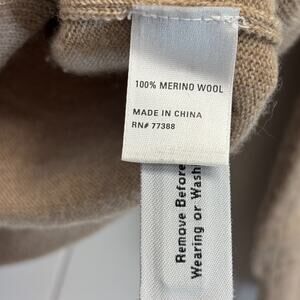 100% MERINO WOOL
MADE IN CHINA
RN# 77388
Remove Before
Wearing or Wash